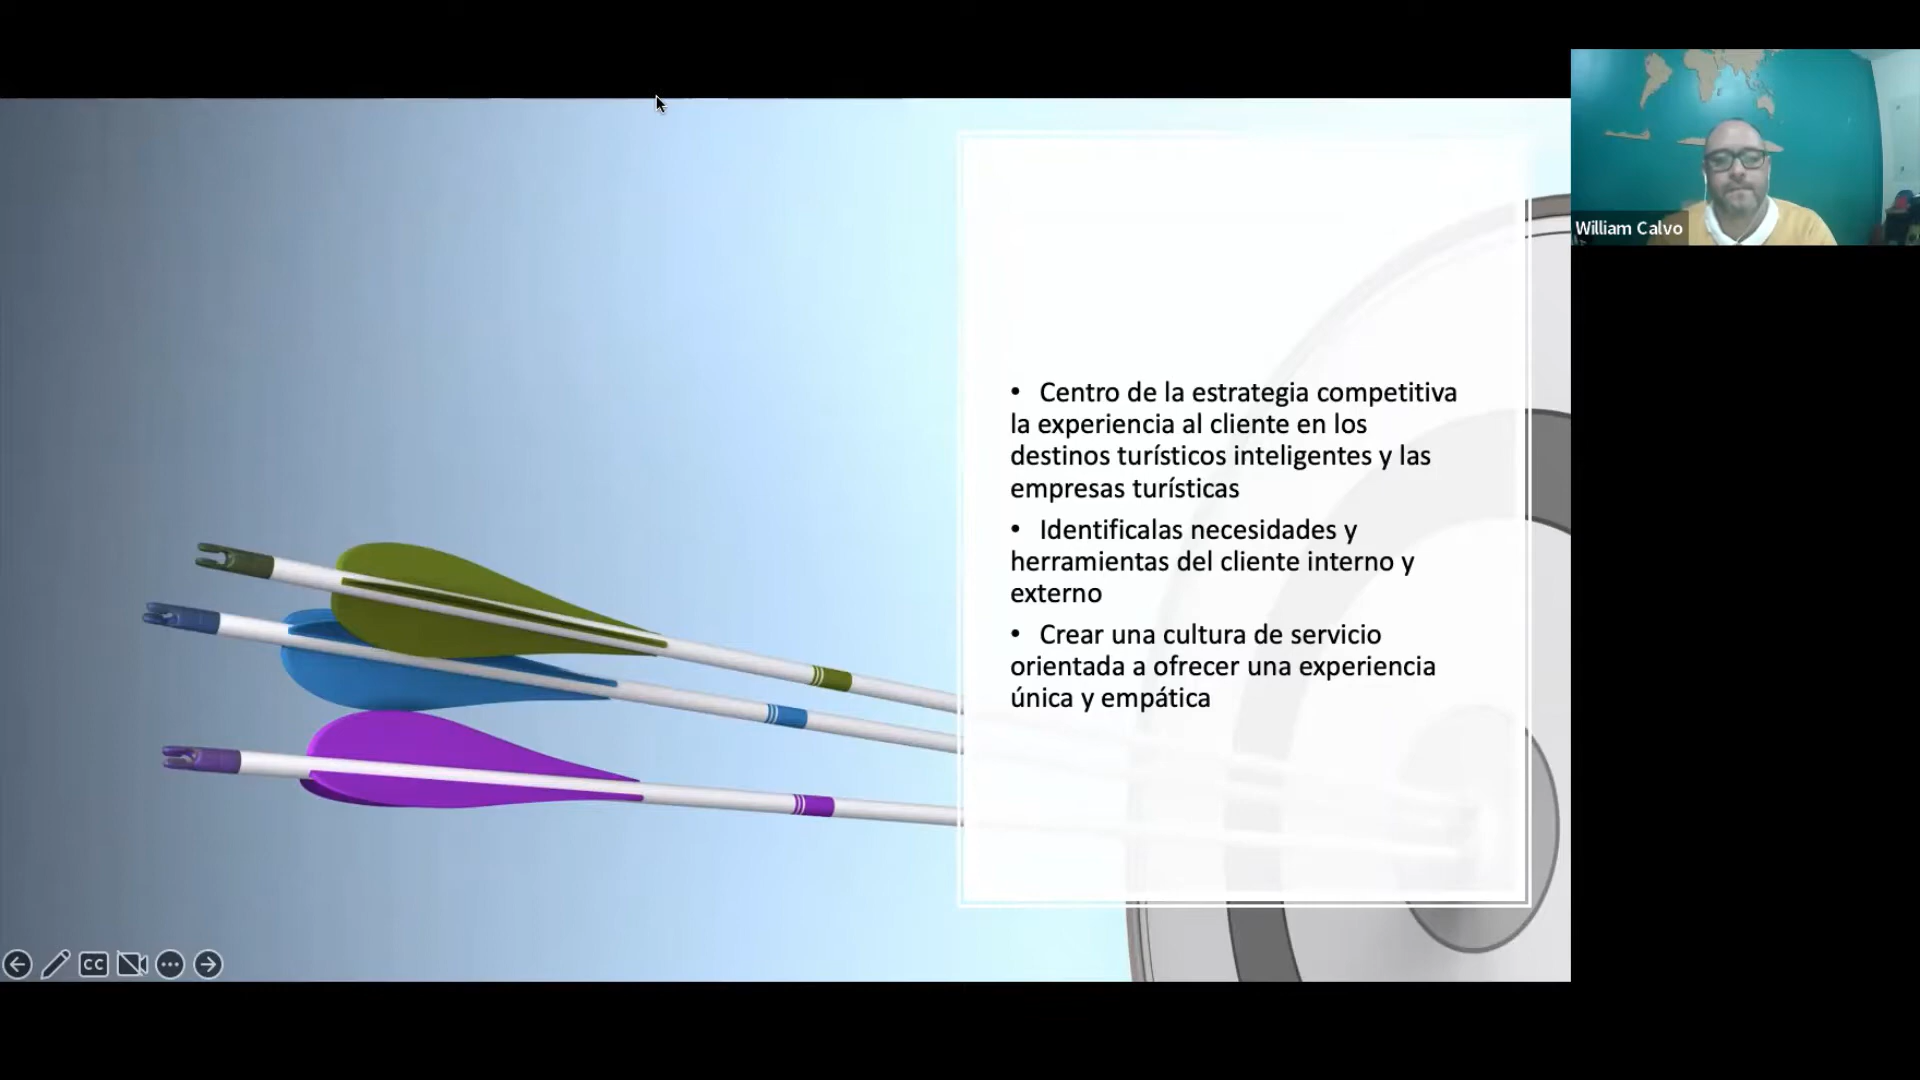 • Centro de la estrategia competitiva
la experiencia al cliente en los
destinos turísticos inteligentes y las
empresas turísticas
• Identificalas necesidades y
herramientas del cliente interno y
externo
• Crear una cultura de servicio
orientada a ofrecer una experiencia
única y empática
William Calvo
CC